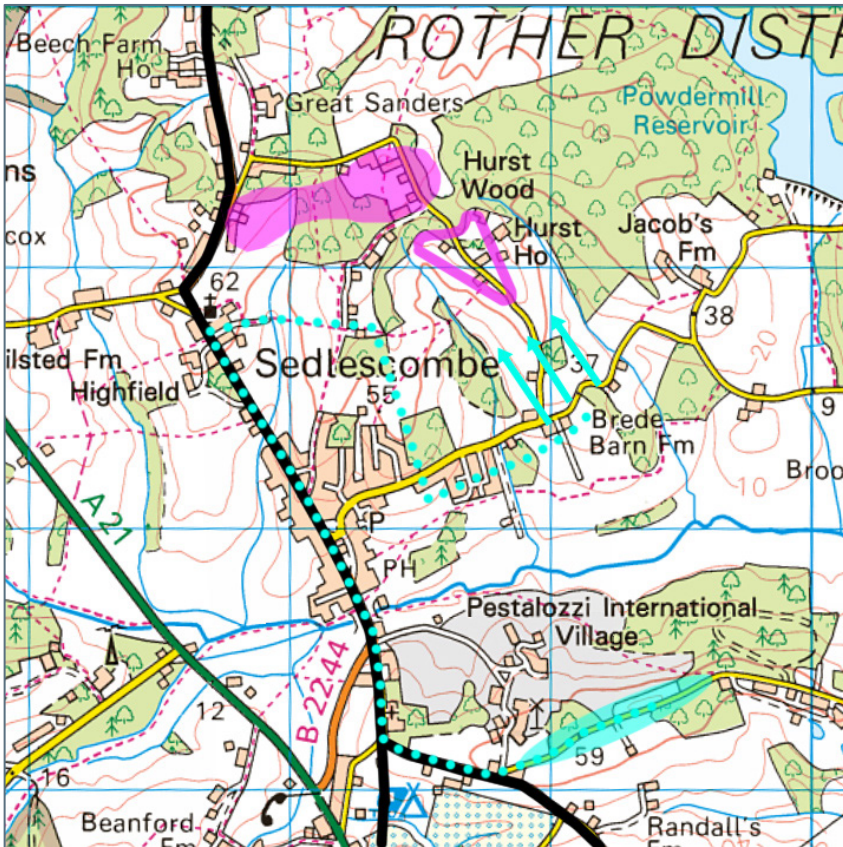 ROTHER DISTR
Beech Farm
Ho
Great Sanders
Powdermill
Reservoir
ns
Hurst
Wood
cox
Hurst
Ho
Jacob's
Fm
62
38
ilsted Fm
Highfield
Sedlescombe
55
37
20
9
Brede
Barn Fm
A 21
10
Broo
P
PH
Pestalozzi International
Village
B 2244
12
59
16
Beanford
Fm
Randall's
Fm